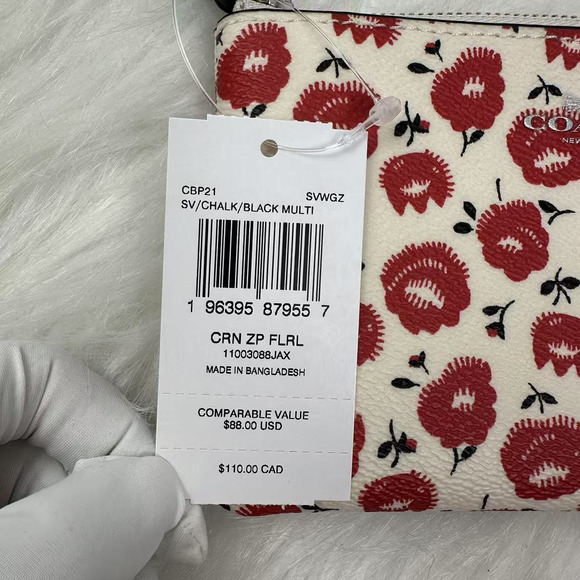 CBP21 SVWGZ
SV/CHALK/BLACK MULTI
1 96395 87955 7
CRN ZP FLRL
11003088JAX
MADE IN BANGLADESH
COMPARABLE VALUE
$88.00 USD
$110.00 CAD
NEW